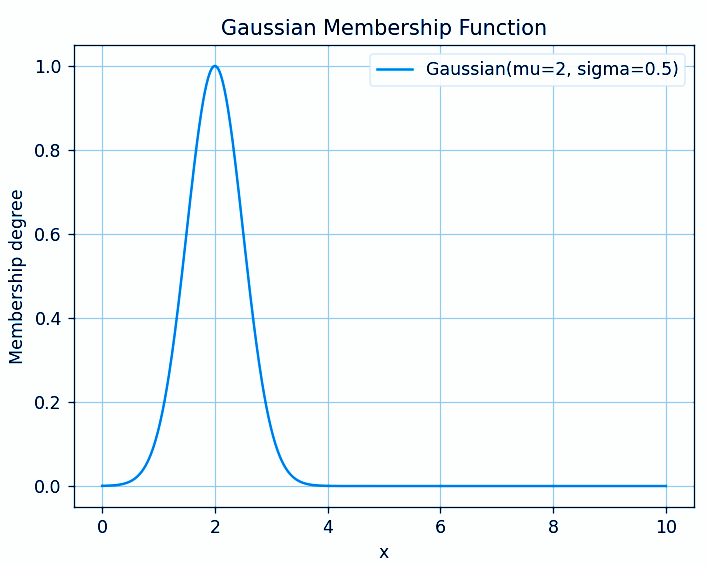 Gaussian Membership Function
Gaussian(mu=2, sigma=0.5)
Membership degree
1.0
0.8
0.6
0.4
0.2
0.0
0 2 4 6 8 10
x